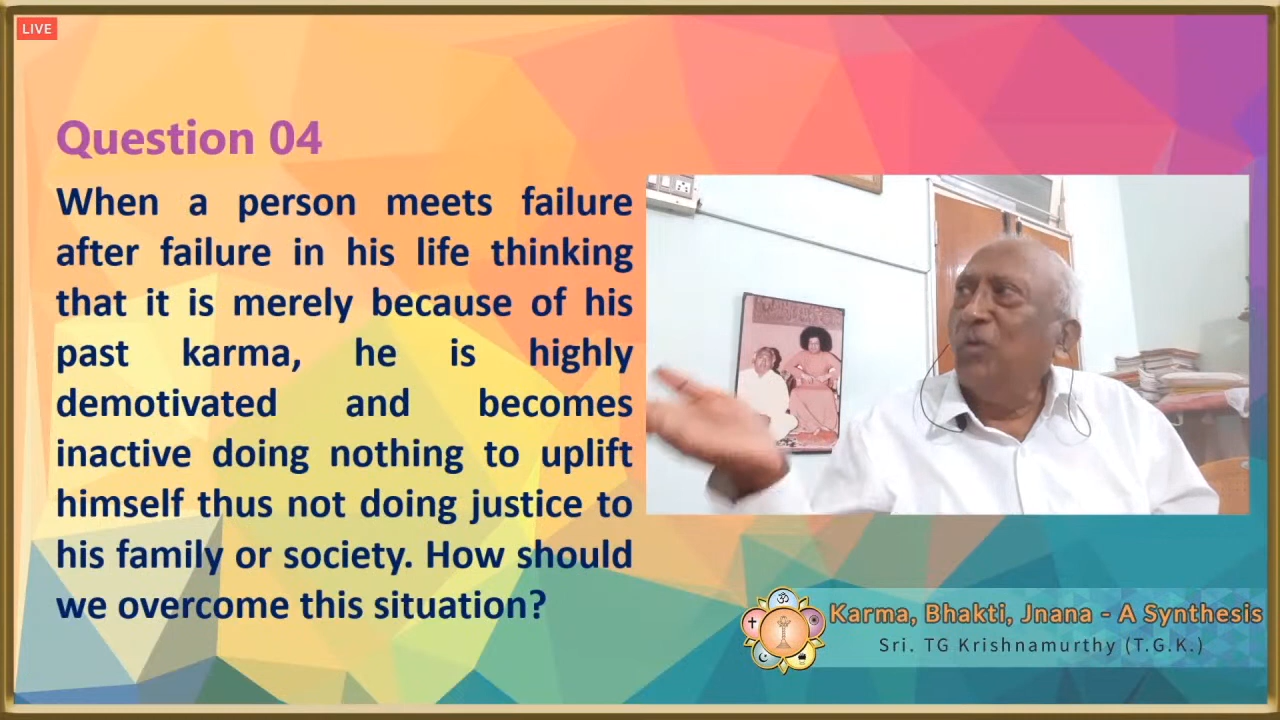 LIVE
Question 04
When a person meets failure
after failure in his life thinking
that it is merely because of his
past karma, he is highly
demotivated and becomes
inactive doing nothing to uplift
himself thus not doing justice to
his family or society. How should
we overcome this situation?
Karma, Bhakti, Jnana - A Synthesis
Sri. TG Krishnamurthy (T.G.K.)